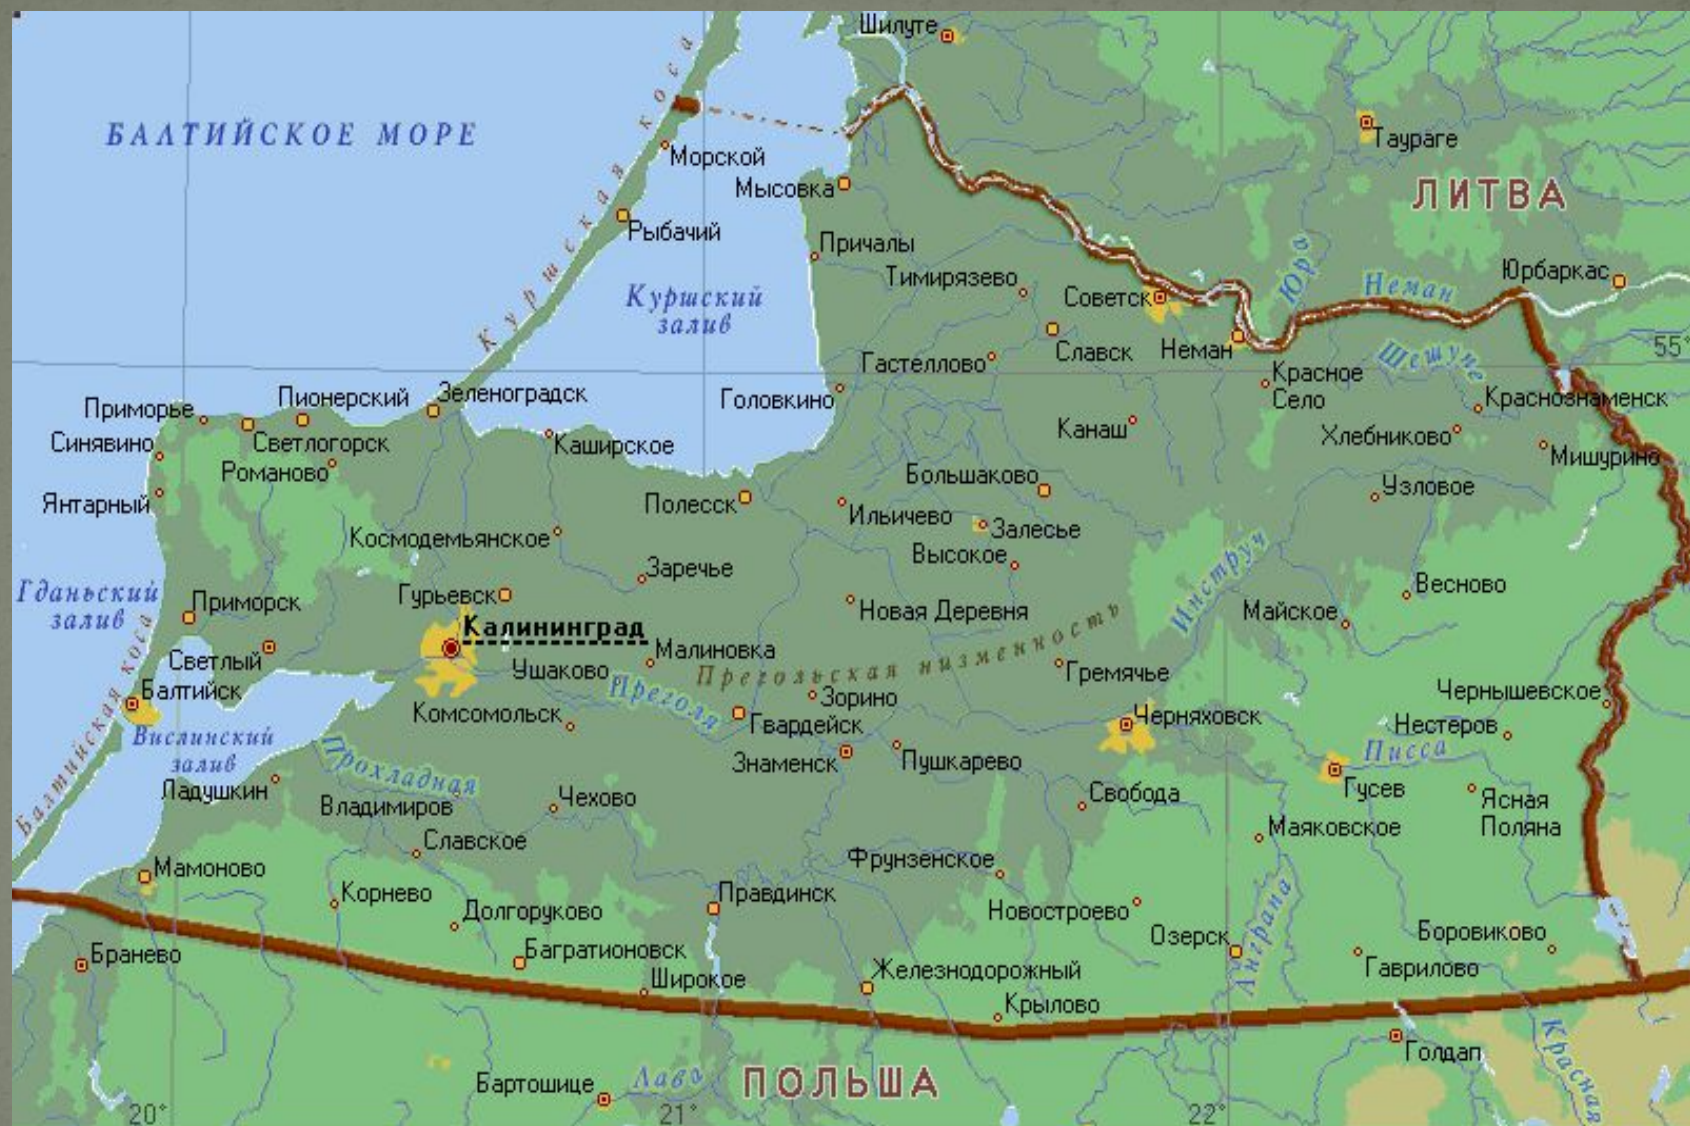 Шилуте
БАЛТИЙСКОЕ МОРЕ
Куршская коса
Таураге
Морской
Мысовка
ЛИТВА
Рыбачий
Причалы
Юра
Юрбаркас
Тимирязево
Неман
Куршский
залив
Советск
Славск
Неман
55°
Шешупе
Гастеллово
Красное
Село
Пионерский
Зеленоградск
Головкино
Краснознаменск
Приморье
Синявино
Светлогорск
Каширское
Канаш
Хлебниково
Мишурино
Романово
Янтарный
Полесск
Большаково
Узловое
Ильичево
Залесье
Космодемьянское
Высокое
Инструч
Заречье
Весново
Гданьский
залив
Гурьевск
Приморск
Новая Деревня
Майское
Калининград
Светлый
Ушаково
Малиновка
Прегольская низменность
Гремячье
Балтийская коса
Балтийск
Преголя
Зорино
Чернышевское
Комсомольск
Гвардейск
Черняховск
Нестеров
Вислинский
залив
Прохладная
Знаменск
Пушкарево
Писса
Ладушкин
Владимиров
Чехово
Свобода
Гусев
Ясная
Поляна
Славское
Маяковское
Мамоново
Фрунзенское
Корнево
Долгоруково
Правдинск
Новостроево
Анграпа
Озерск
Боровиково
Бранево
Багратионовск
Широкое
Железнодорожный
Гаврилово
Крылово
Голдап
Красная
Бартошице
Лава
ПОЛЬША
20°
21°
22°